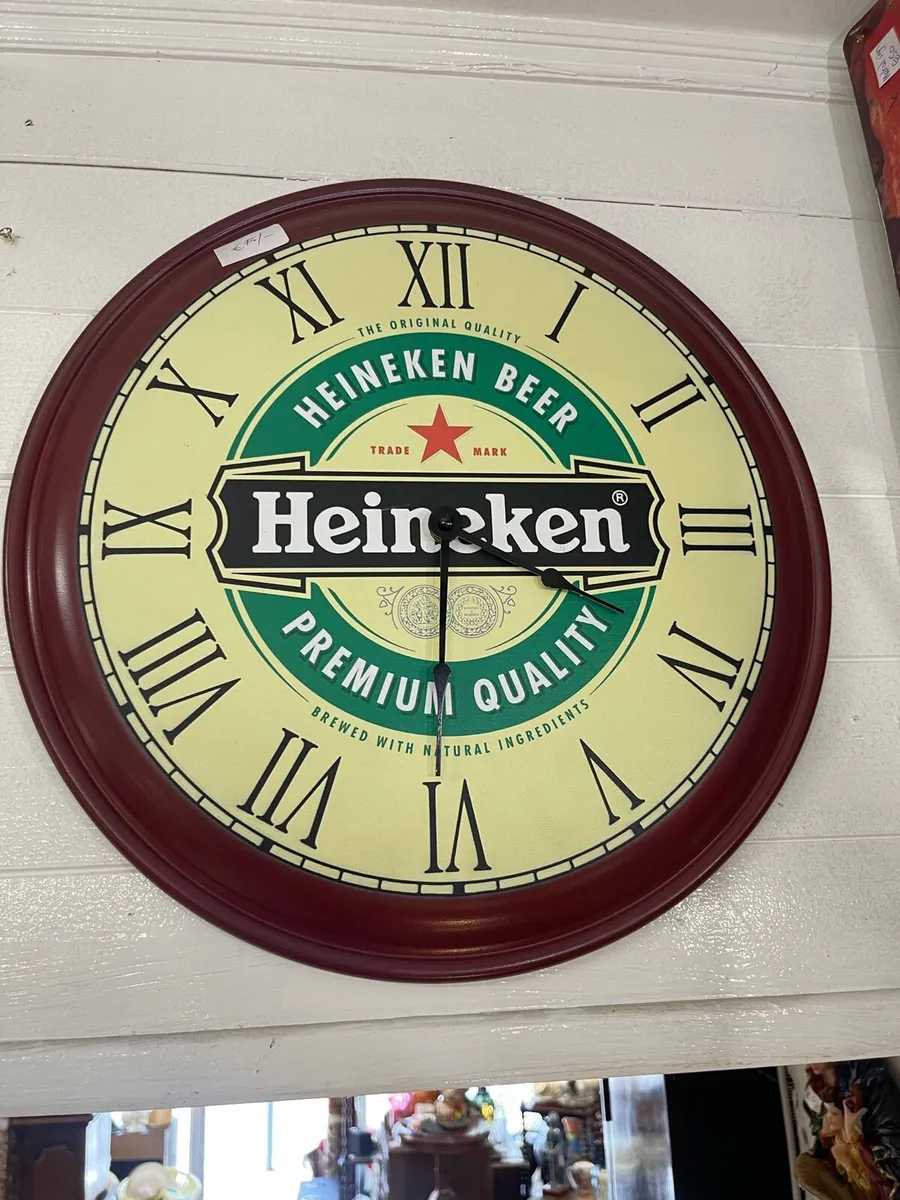 XII
XI
I
X
II
IX
III
VIII
IV
VII
V
VI
THE ORIGINAL QUALITY
HEINEKEN BEER
TRADE MARK
Heineken ®
PREMIUM QUALITY
BREWED WITH NATURAL INGREDIENTS